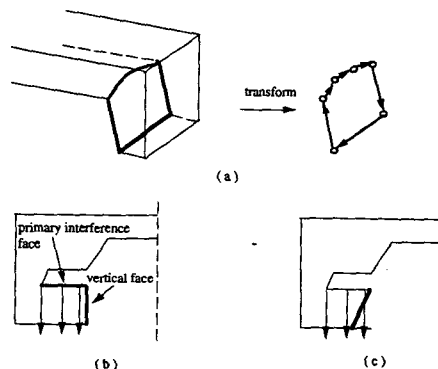 transform
( a )
primary interference
face
vertical face
( b )
( c )